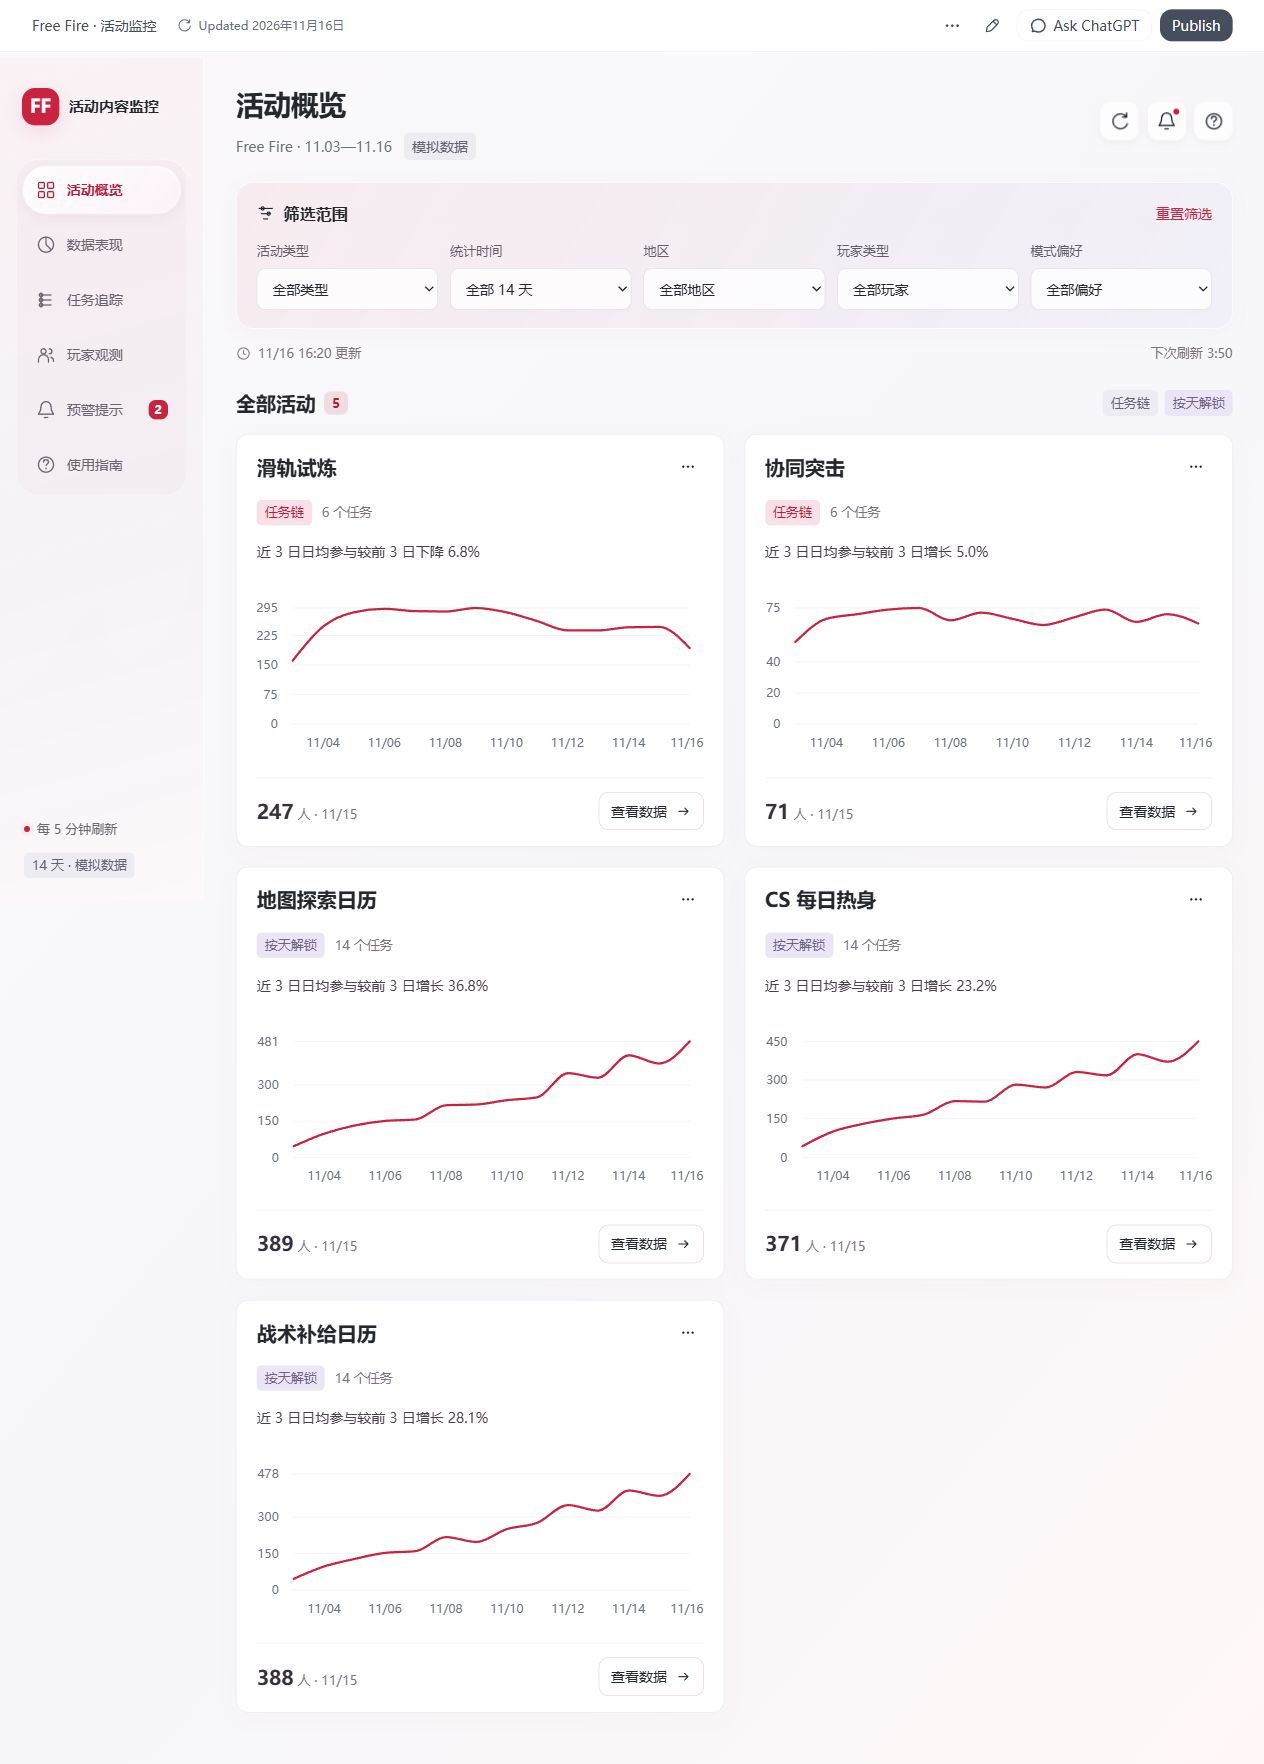 Free Fire · 活动监控 Updated 2026年11月16日 ··· Ask ChatGPT Publish
FF 活动内容监控
活动概览
数据表现
任务追踪
玩家观测
预警提示 2
使用指南
每 5 分钟刷新
14 天 · 模拟数据
活动概览
Free Fire · 11.03—11.16 模拟数据
筛选范围 重置筛选
活动类型 统计时间 地区 玩家类型 模式偏好
全部类型 全部 14 天 全部地区 全部玩家 全部偏好
11/16 16:20 更新 下次刷新 3:50
全部活动 5 任务链 按天解锁
滑轨试炼 ···
任务链 6 个任务
近 3 日日均参与较前 3 日下降 6.8%
295
225
150
75
0
11/04 11/06 11/08 11/10 11/12 11/14 11/16
247 人 · 11/15 查看数据 →
协同突击 ···
任务链 6 个任务
近 3 日日均参与较前 3 日增长 5.0%
75
40
20
0
11/04 11/06 11/08 11/10 11/12 11/14 11/16
71 人 · 11/15 查看数据 →
地图探索日历 ···
按天解锁 14 个任务
近 3 日日均参与较前 3 日增长 36.8%
481
300
150
0
11/04 11/06 11/08 11/10 11/12 11/14 11/16
389 人 · 11/15 查看数据 →
CS 每日热身 ···
按天解锁 14 个任务
近 3 日日均参与较前 3 日增长 23.2%
450
300
150
0
11/04 11/06 11/08 11/10 11/12 11/14 11/16
371 人 · 11/15 查看数据 →
战术补给日历 ···
按天解锁 14 个任务
近 3 日日均参与较前 3 日增长 28.1%
478
300
150
0
11/04 11/06 11/08 11/10 11/12 11/14 11/16
388 人 · 11/15 查看数据 →